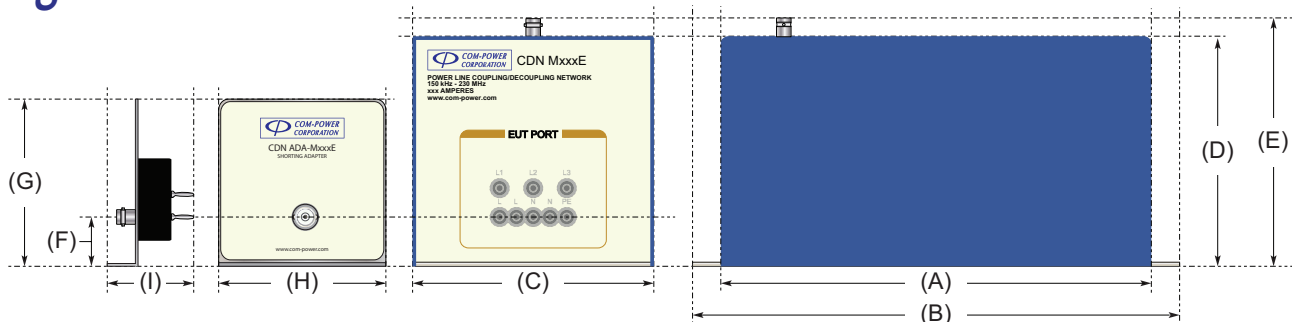 g
COM-POWER
CORPORATION
CDN MxxxE
POWER LINE COUPLING/DECOUPLING NETWORK
150 kHz - 230 MHz
xxx AMPERES
www.com-power.com
EUT PORT
L1 L2 L3
L L N N PE
COM-POWER
CORPORATION
CDN ADA-MxxxE
SHORTING ADAPTER
www.com-power.com
(G)
(F)
(I)
(H)
(C)
(A)
(B)
(D)
(E)